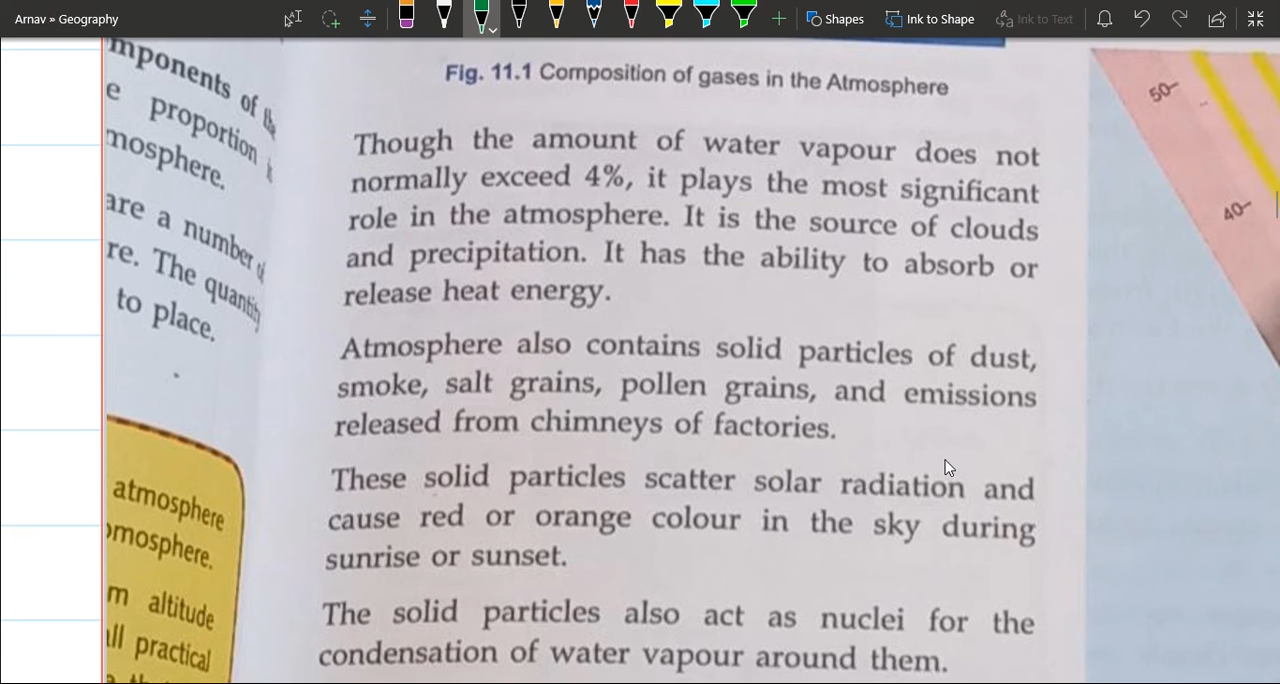 Arnav » Geography
Shapes
Ink to Shape
Ink to Text
mponents of
e proportion
mosphere.
are a number
re. The quantity
to place.
atmosphere
omosphere.
m altitude
all practical
Fig. 11.1 Composition of gases in the Atmosphere
Though the amount of water vapour does not
normally exceed 4%, it plays the most significant
role in the atmosphere. It is the source of clouds
and precipitation. It has the ability to absorb or
release heat energy.
Atmosphere also contains solid particles of dust,
smoke, salt grains, pollen grains, and emissions
released from chimneys of factories.
These solid particles scatter solar radiation and
cause red or orange colour in the sky during
sunrise or sunset.
The solid particles also act as nuclei for the
condensation of water vapour around them.
50
40